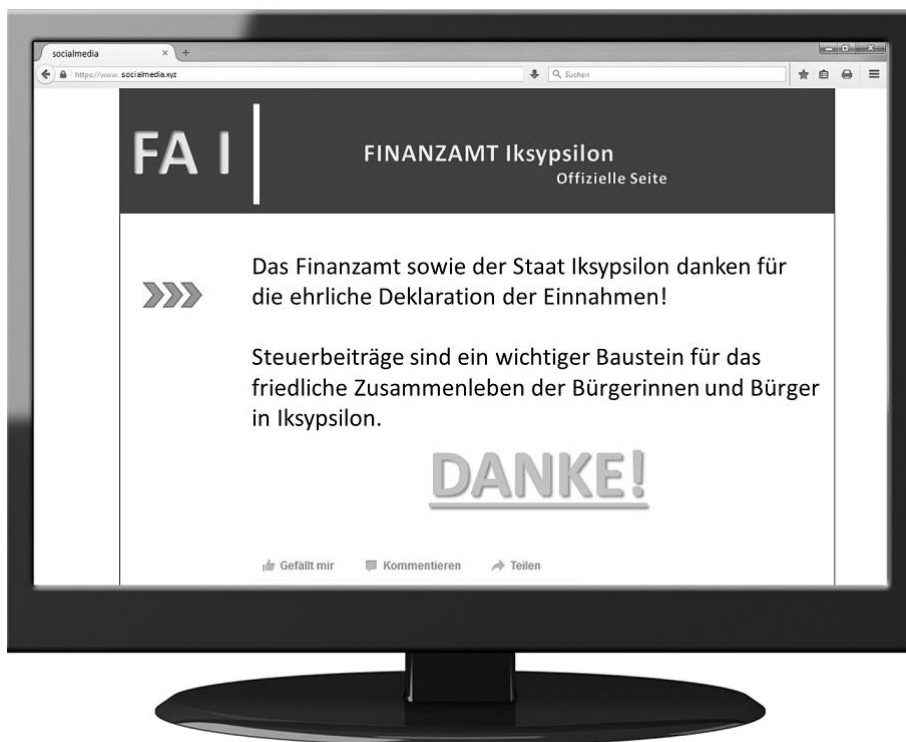 socialmedia
https://www.socialmedia.xyz
Suchen
FA I
FINANZAMT Iksypsilon
Offizielle Seite
Das Finanzamt sowie der Staat Iksypsilon danken für
die ehrliche Deklaration der Einnahmen!
Steuerbeiträge sind ein wichtiger Baustein für das
friedliche Zusammenleben der Bürgerinnen und Bürger
in Iksypsilon.
DANKE!
Gefällt mir Kommentieren Teilen